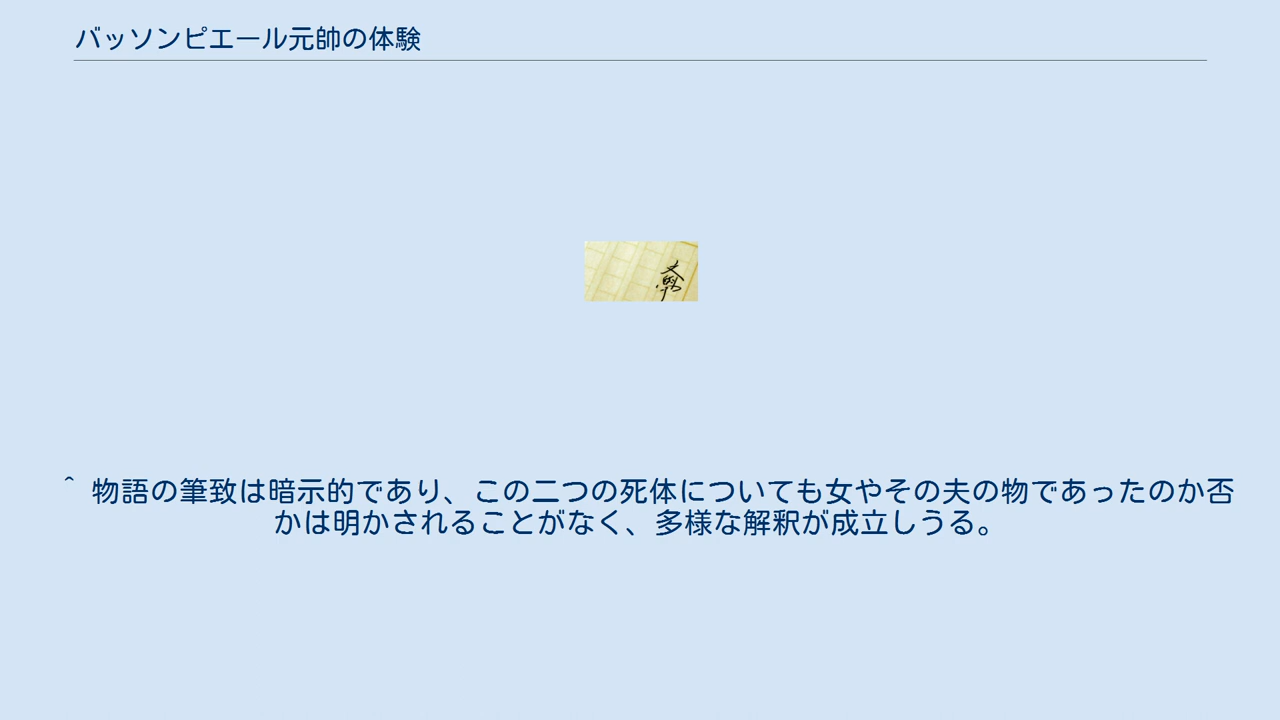 バッソンピエール元帥の体験
^ 物語の筆致は暗示的であり、この二つの死体についても女やその夫の物であったのか否
かは明かされることがなく、多様な解釈が成立しうる。